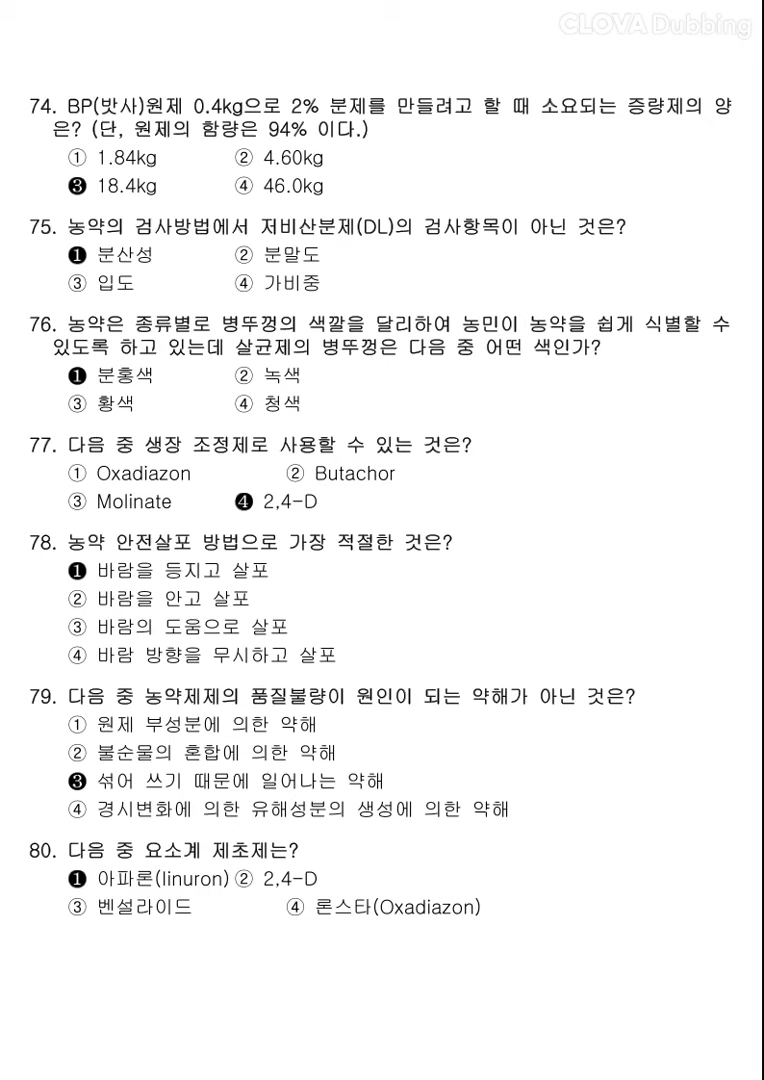 CLOVA Dubbing
74. BP(밧사)원제 0.4kg으로 2% 분제를 만들려고 할 때 소요되는 증량제의 양
은? (단, 원제의 함량은 94% 이다.)
① 1.84kg ② 4.60kg
❸ 18.4kg ④ 46.0kg
75. 농약의 검사방법에서 저비산분제(DL)의 검사항목이 아닌 것은?
❶ 분산성 ② 분말도
③ 입도 ④ 가비중
76. 농약은 종류별로 병뚜껑의 색깔을 달리하여 농민이 농약을 쉽게 식별할 수
있도록 하고 있는데 살균제의 병뚜껑은 다음 중 어떤 색인가?
❶ 분홍색 ② 녹색
③ 황색 ④ 청색
77. 다음 중 생장 조정제로 사용할 수 있는 것은?
① Oxadiazon ② Butachor
③ Molinate ❹ 2,4-D
78. 농약 안전살포 방법으로 가장 적절한 것은?
❶ 바람을 등지고 살포
② 바람을 안고 살포
③ 바람의 도움으로 살포
④ 바람 방향을 무시하고 살포
79. 다음 중 농약제제의 품질불량이 원인이 되는 약해가 아닌 것은?
① 원제 부성분에 의한 약해
② 불순물의 혼합에 의한 약해
❸ 섞어 쓰기 때문에 일어나는 약해
④ 경시변화에 의한 유해성분의 생성에 의한 약해
80. 다음 중 요소계 제초제는?
❶ 아파론(linuron) ② 2,4-D
③ 벤설라이드 ④ 론스타(Oxadiazon)